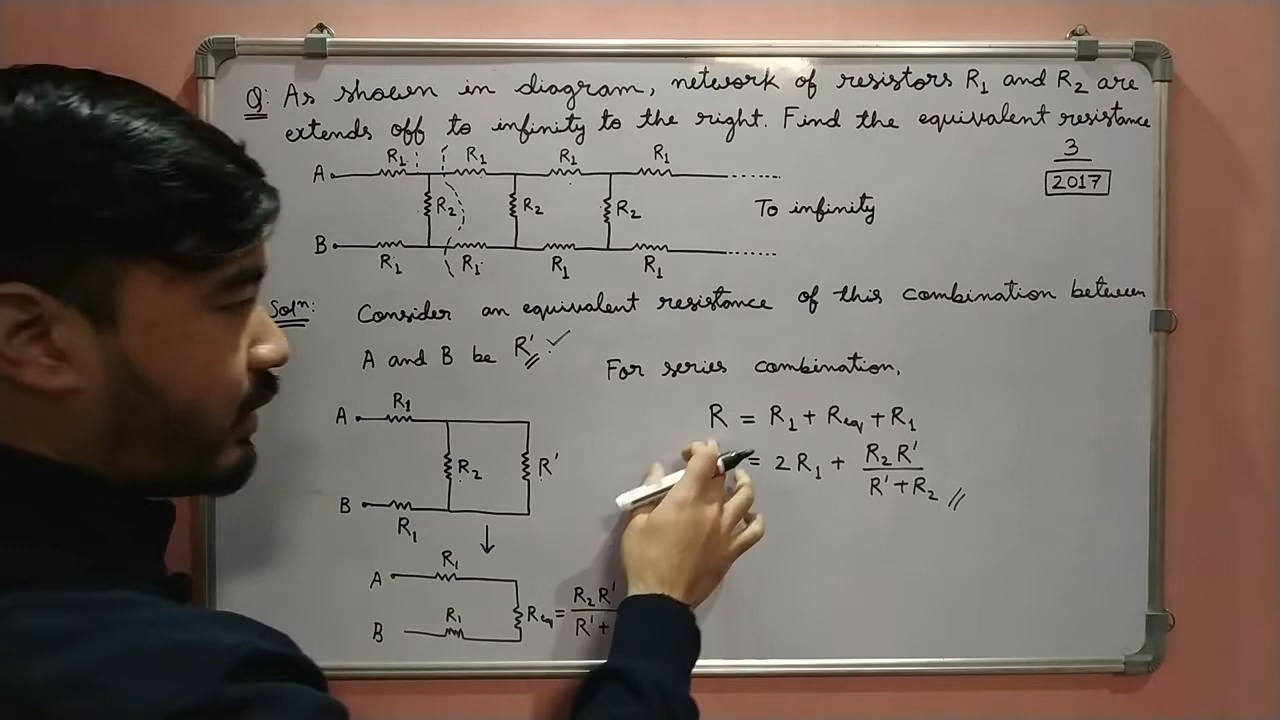 Q: As shown in diagram, network of resistors R₁ and R₂ are
extends off to infinity to the right. Find the equivalent resistance
3
2017
R₁ R₁ R₁ R₁
A
R₂ R₂ R₂
To infinity
B
R₁ R₁ R₁ R₁
Solⁿ: Consider an equivalent resistance of this combination between
A and B be R'
For series combination,
R = R₁ + Req + R₁
= 2R₁ + R₂R' / R' + R₂ //
R₁
A
R₂ R'
B
R₁
↓
R₁
A
Req = R₂R' / R' +
R₁
B